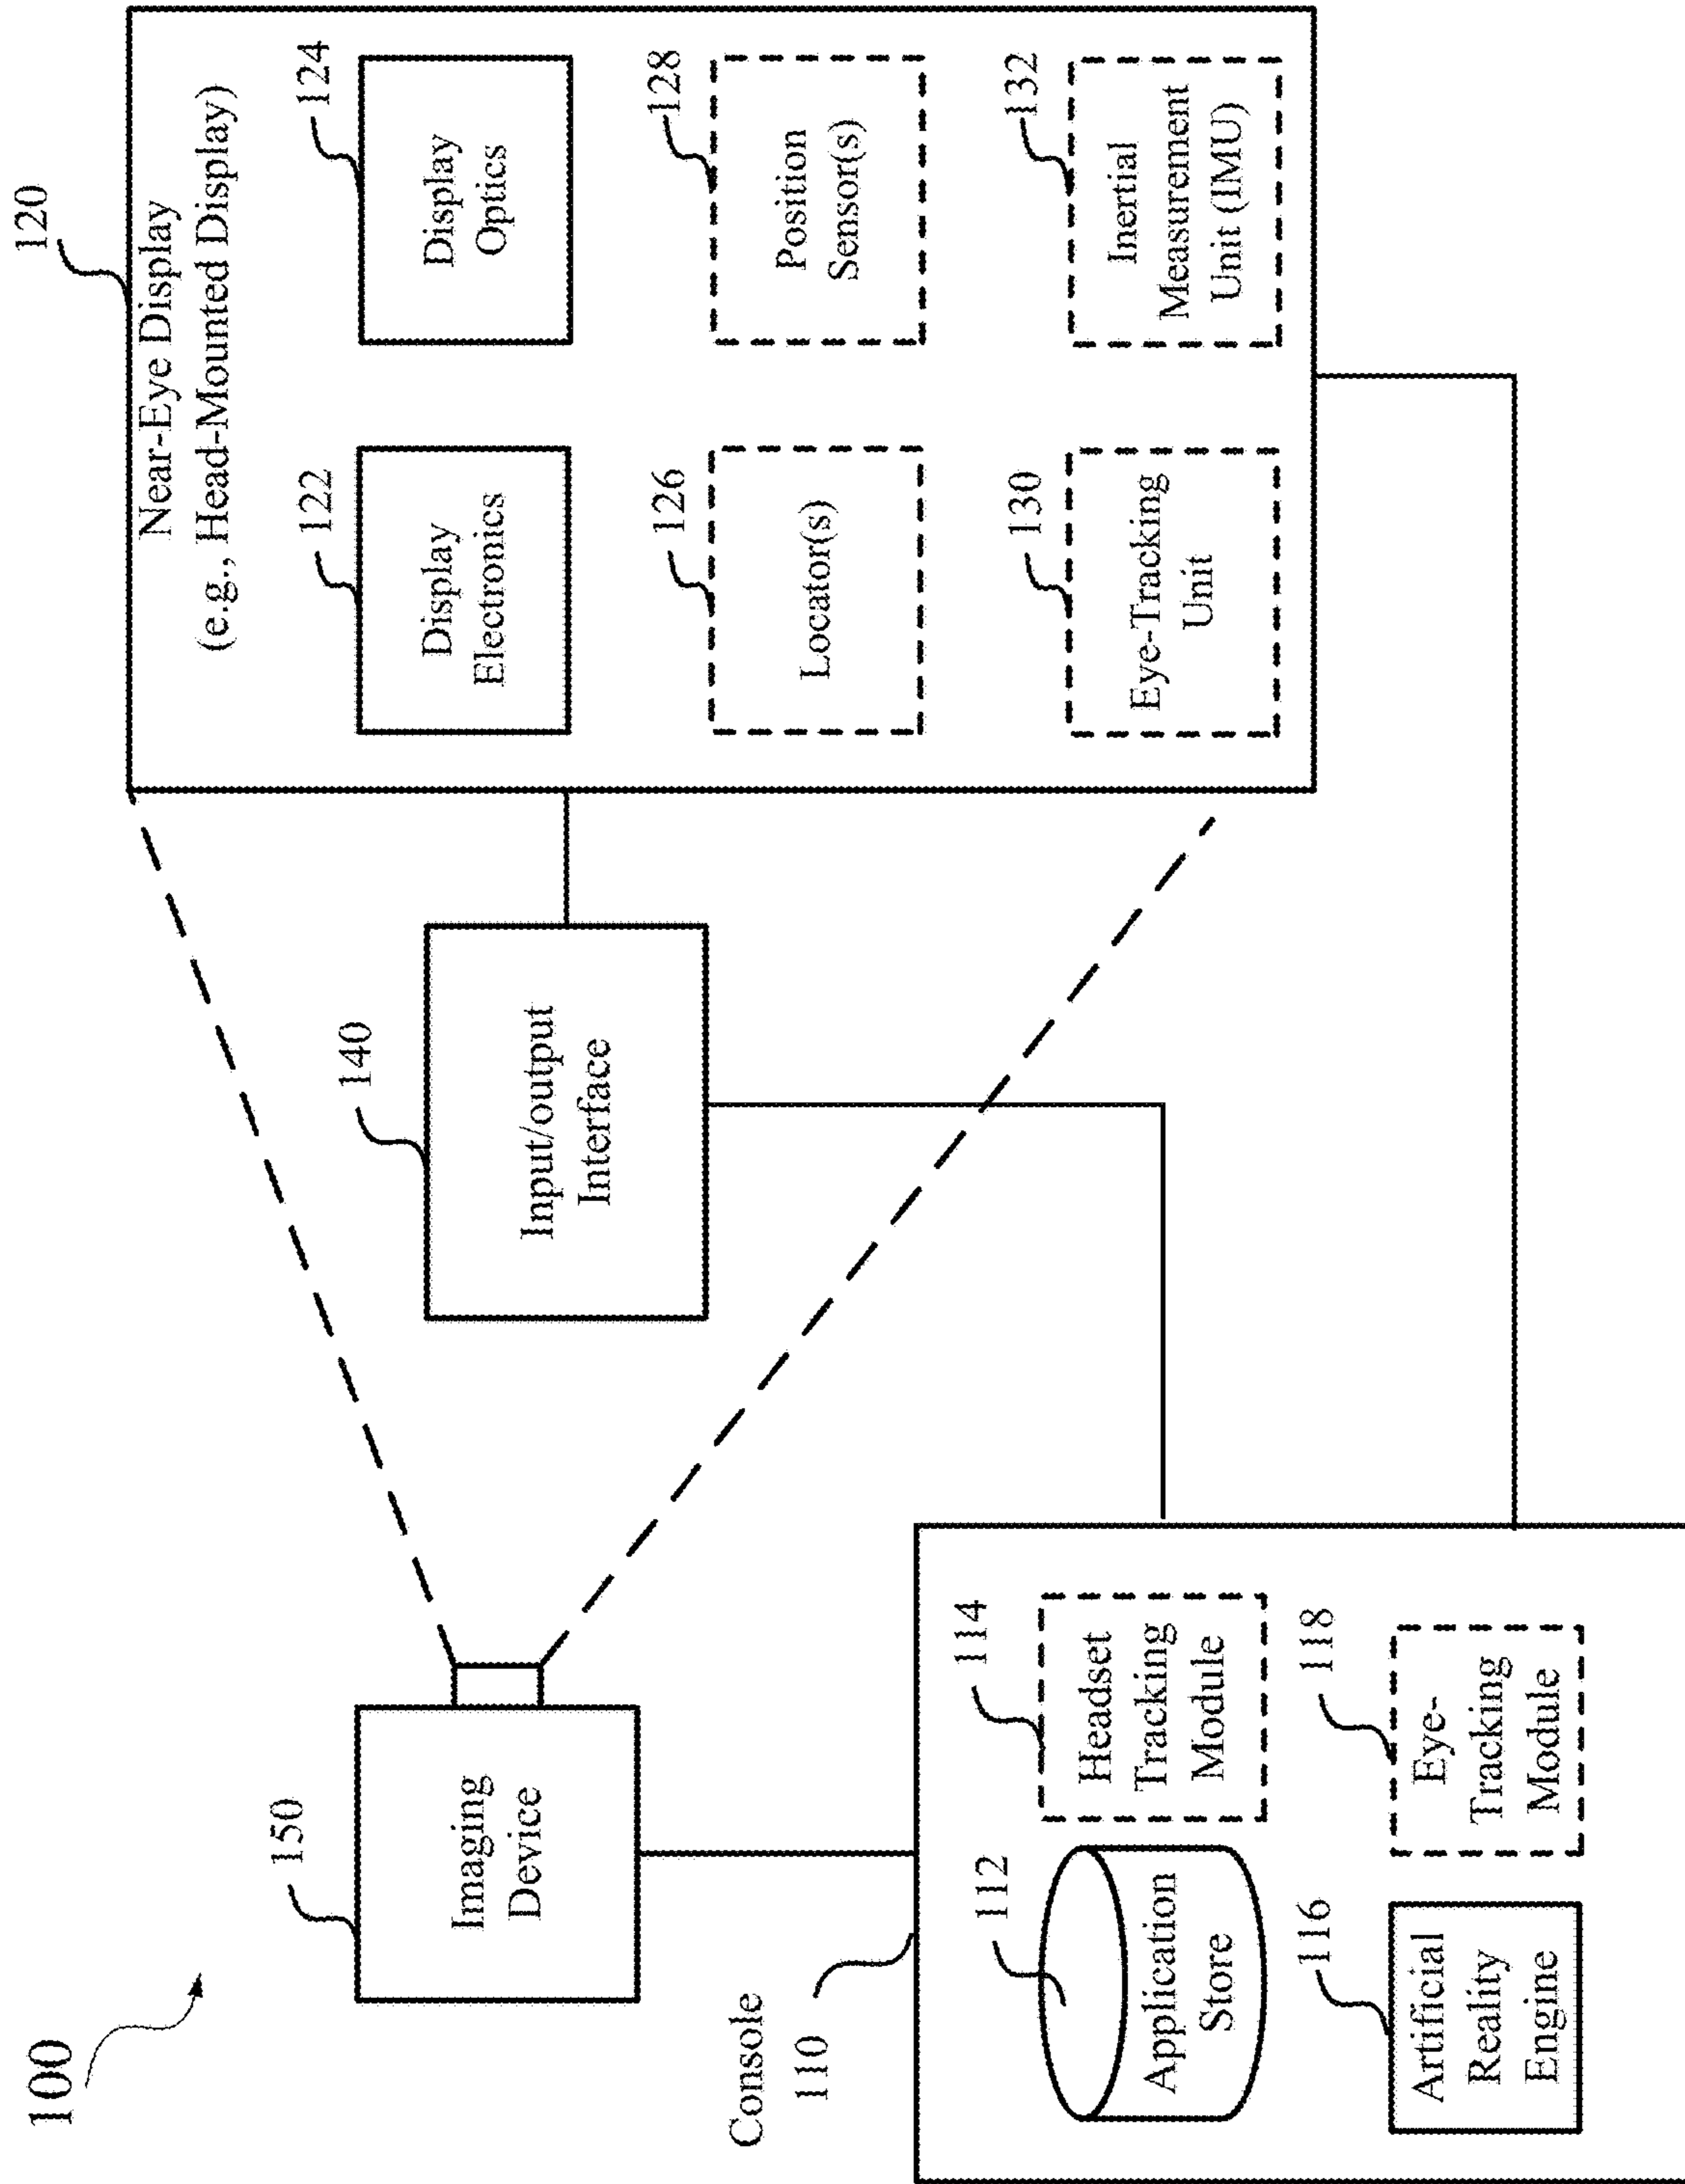 100
150
Imaging
Device
140
Input/output
Interface
120
Near-Eye Display
(e.g., Head-Mounted Display)
122
Display
Electronics
124
Display
Optics
126
Locator(s)
128
Position
Sensor(s)
130
Eye-Tracking
Unit
132
Inertial
Measurement
Unit (IMU)
Console
110
112
Application
Store
114
Headset
Tracking
Module
116
Artificial
Reality
Engine
118
Eye-
Tracking
Module